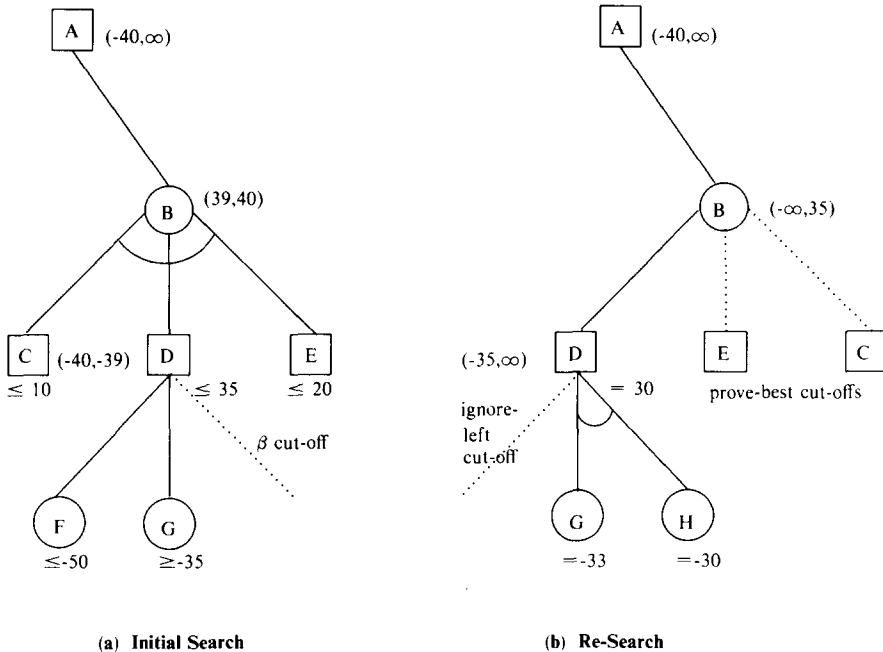 A
(-40,∞)
B
(39,40)
C
(-40,-39)
D
E
≤ 10
≤ 35
≤ 20
β cut-off
F
G
≤-50
≥-35
(a) Initial Search
A
(-40,∞)
B
(-∞,35)
(-35,∞)
D
E
C
= 30
prove-best cut-offs
ignore-
left
cut-off
G
H
=-33
=-30
(b) Re-Search